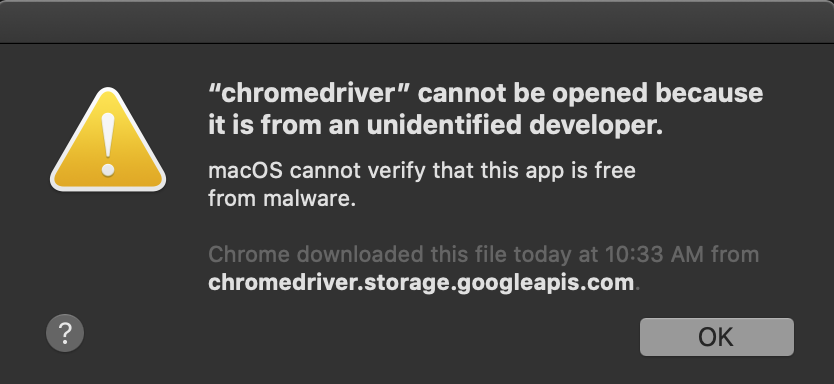 “chromedriver” cannot be opened because
it is from an unidentified developer.
macOS cannot verify that this app is free
from malware.
Chrome downloaded this file today at 10:33 AM from
chromedriver.storage.googleapis.com.
?
OK